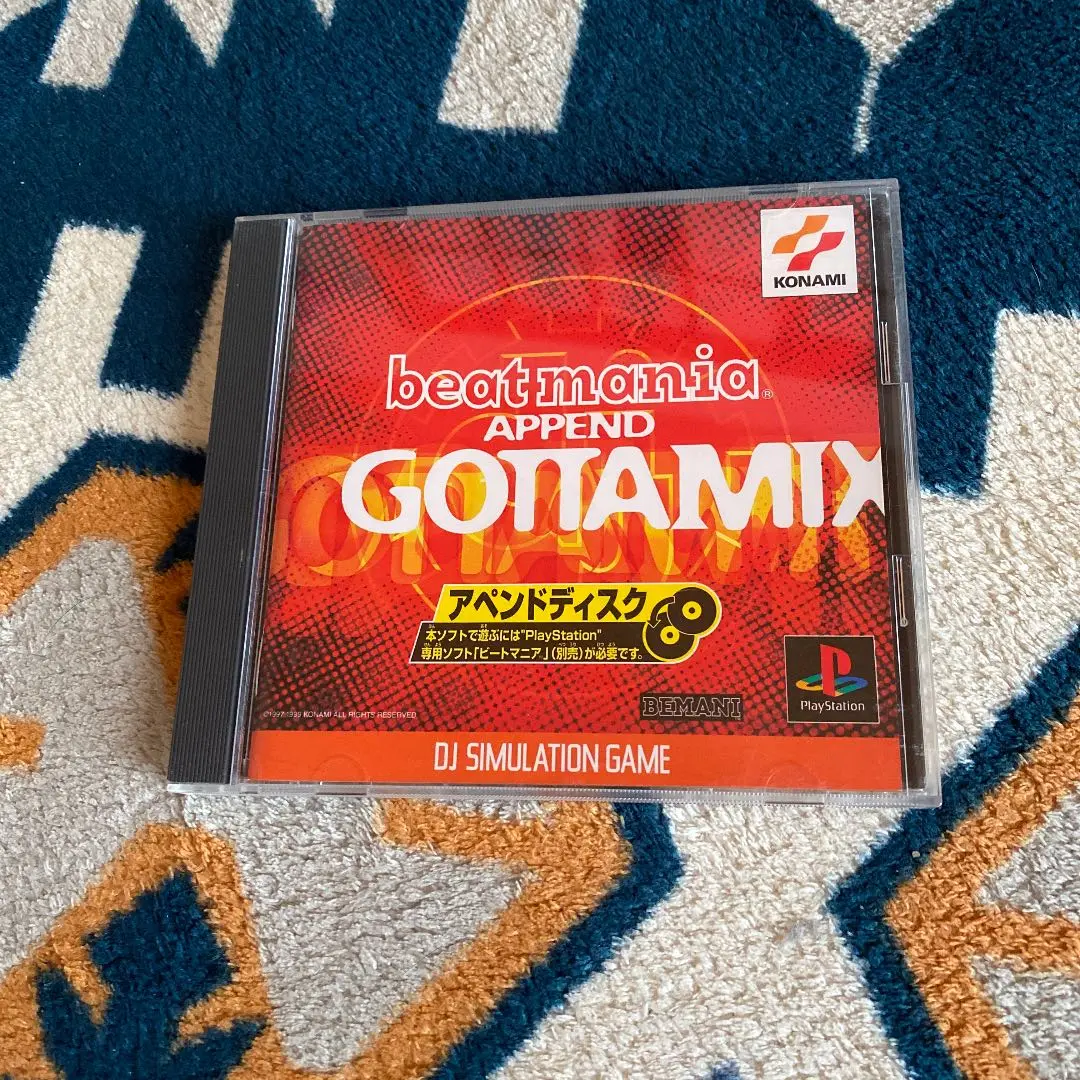 KONAMI
beatmania®
APPEND
GOTTAMIX
アペンドディスク
本ソフトで遊ぶには"PlayStation"
専用ソフト「ビートマニア」(別売)が必要です。
BEMANI
PlayStation
©1997 1999 KONAMI ALL RIGHTS RESERVED
DJ SIMULATION GAME